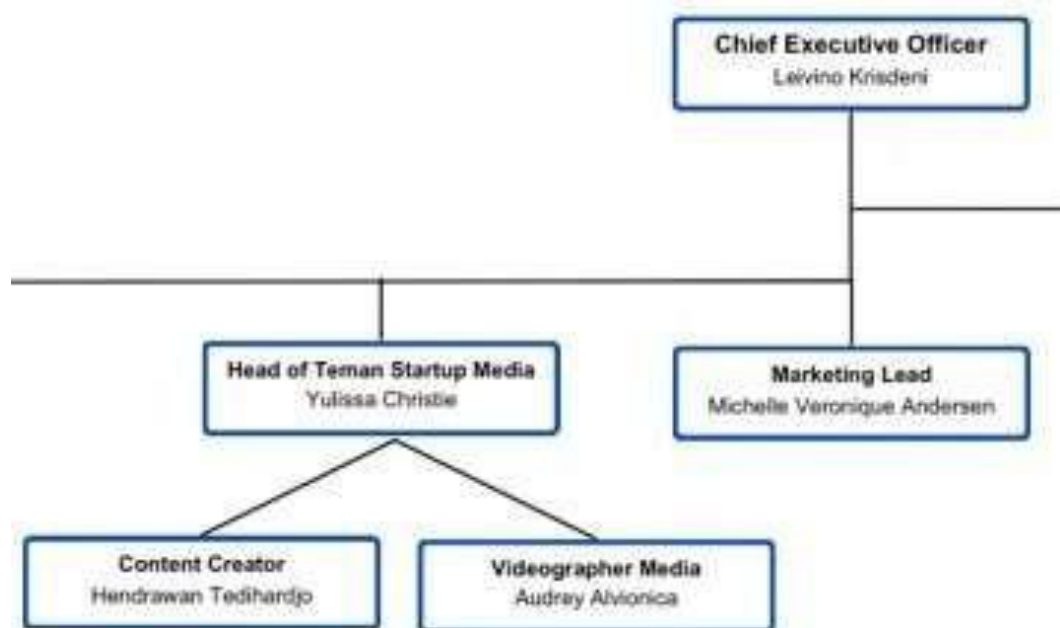 Chief Executive Officer
Leivino Krisdeni
Head of Teman Startup Media
Yulissa Christie
Marketing Lead
Michelle Veronique Andersen
Content Creator
Hendrawan Tedihardjo
Videographer Media
Audrey Alvionica